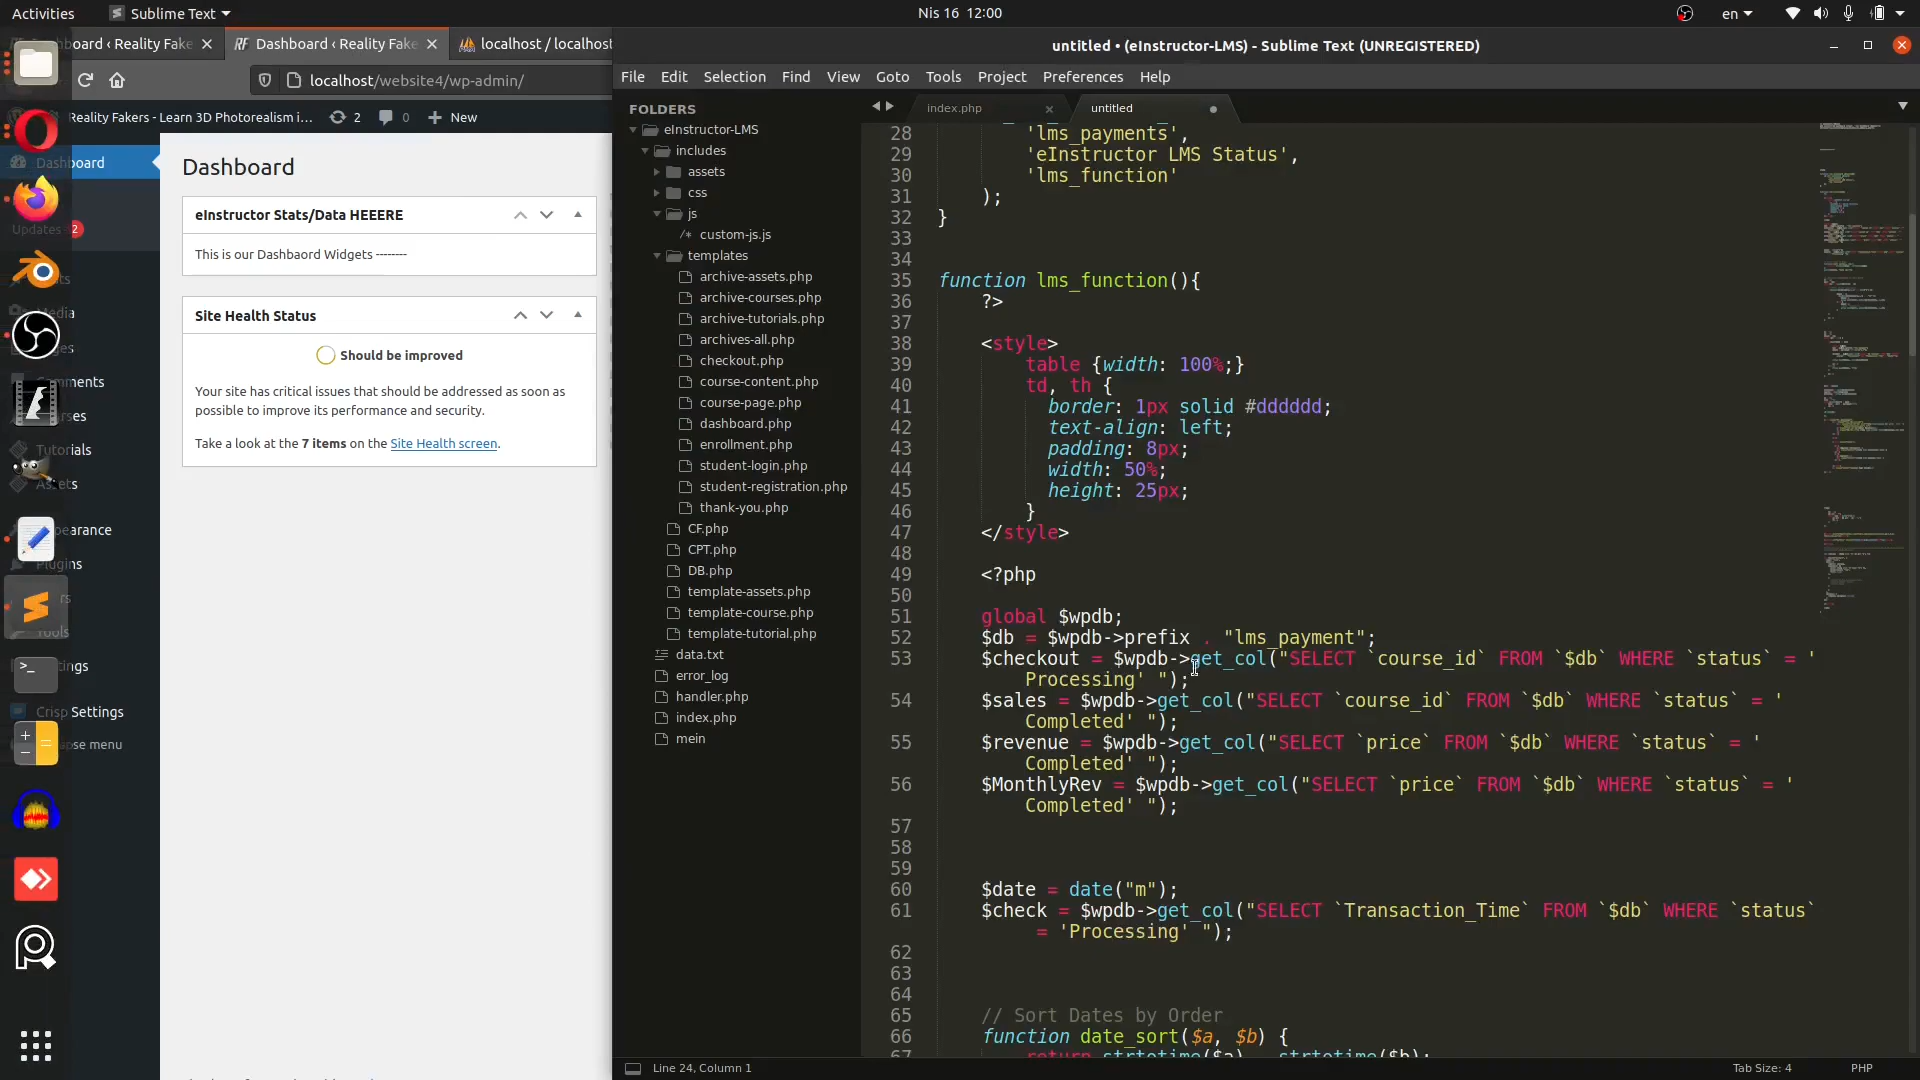 Activities
Sublime Text
Nis 16 12:00
en
board ‹ Reality Fake
Dashboard ‹ Reality Fake
localhost / localhos
untitled • (eInstructor-LMS) - Sublime Text (UNREGISTERED)
localhost/website4/wp-admin/
File Edit Selection Find View Goto Tools Project Preferences Help
Reality Fakers - Learn 3D Photorealism i...
2
0
New
Dashboard
Updates 2
Comments
Tutorials
Plugins
Crisp Settings
Dashboard
eInstructor Stats/Data HEEERE
This is our Dashbaord Widgets --------
Site Health Status
Should be improved
Your site has critical issues that should be addressed as soon as
possible to improve its performance and security.
Take a look at the 7 items on the Site Health screen.
FOLDERS
eInstructor-LMS
includes
assets
css
js
custom-js.js
templates
archive-assets.php
archive-courses.php
archive-tutorials.php
archives-all.php
checkout.php
course-content.php
course-page.php
dashboard.php
enrollment.php
student-login.php
student-registration.php
thank-you.php
CF.php
CPT.php
DB.php
template-assets.php
template-course.php
template-tutorial.php
data.txt
error_log
handler.php
index.php
mein
index.php
untitled
28 'lms_payments',
29 'eInstructor LMS Status',
30 'lms_function'
31 );
32 }
33
34
35 function lms_function(){
36 ?>
37
38 <style>
39 table {width: 100%;}
40 td, th {
41 border: 1px solid #dddddd;
42 text-align: left;
43 padding: 8px;
44 width: 50%;
45 height: 25px;
46 }
47 </style>
48
49 <?php
50
51 global $wpdb;
52 $db = $wpdb->prefix . "lms_payment";
53 $checkout = $wpdb->get_col("SELECT `course_id` FROM `$db` WHERE `status` = '
Processing' ");
54 $sales = $wpdb->get_col("SELECT `course_id` FROM `$db` WHERE `status` = '
Completed' ");
55 $revenue = $wpdb->get_col("SELECT `price` FROM `$db` WHERE `status` = '
Completed' ");
56 $MonthlyRev = $wpdb->get_col("SELECT `price` FROM `$db` WHERE `status` = '
Completed' ");
57
58
59
60 $date = date("m");
61 $check = $wpdb->get_col("SELECT `Transaction_Time` FROM `$db` WHERE `status`
= 'Processing' ");
62
63
64
65 // Sort Dates by Order
66 function date_sort($a, $b) {
67 return strtotime($a) - strtotime($b);
Line 24, Column 1
Tab Size: 4
PHP